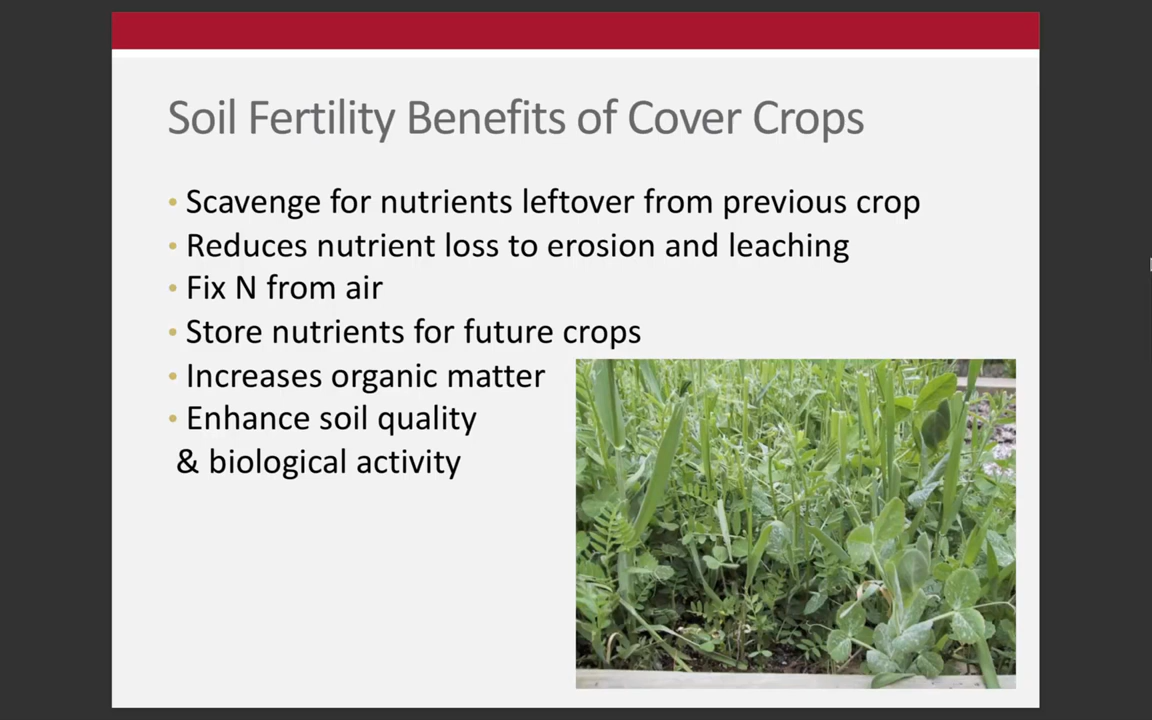 Soil Fertility Benefits of Cover Crops
• Scavenge for nutrients leftover from previous crop
• Reduces nutrient loss to erosion and leaching
• Fix N from air
• Store nutrients for future crops
• Increases organic matter
• Enhance soil quality
& biological activity